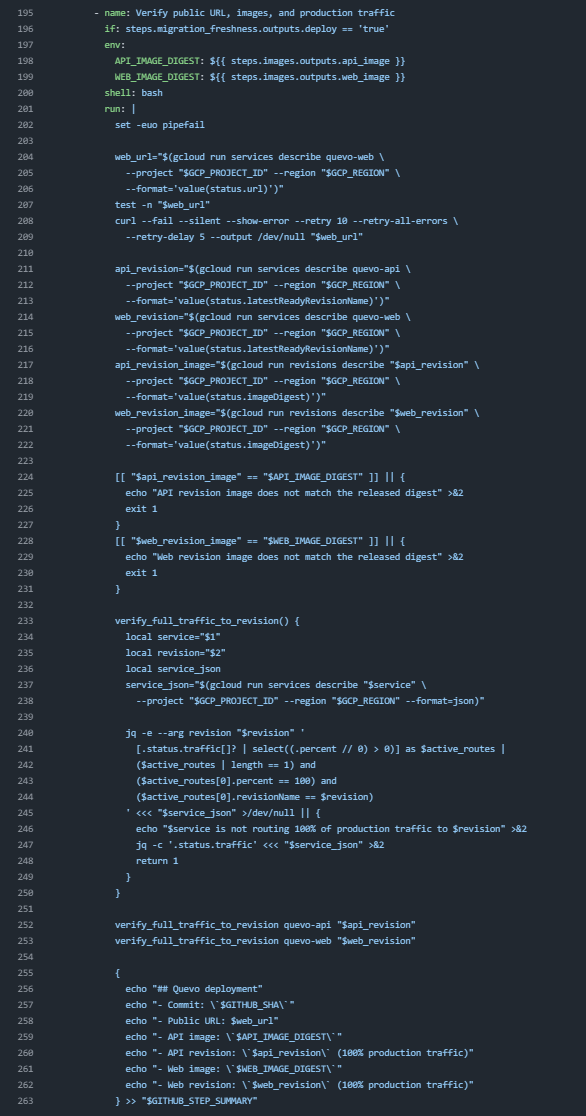 195 - name: Verify public URL, images, and production traffic
196 if: steps.migration_freshness.outputs.deploy == 'true'
197 env:
198 API_IMAGE_DIGEST: ${{ steps.images.outputs.api_image }}
199 WEB_IMAGE_DIGEST: ${{ steps.images.outputs.web_image }}
200 shell: bash
201 run: |
202 set -euo pipefail
203
204 web_url="$(gcloud run services describe quevo-web \
205 --project "$GCP_PROJECT_ID" --region "$GCP_REGION" \
206 --format='value(status.url)')"
207 test -n "$web_url"
208 curl --fail --silent --show-error --retry 10 --retry-all-errors \
209 --retry-delay 5 --output /dev/null "$web_url"
210
211 api_revision="$(gcloud run services describe quevo-api \
212 --project "$GCP_PROJECT_ID" --region "$GCP_REGION" \
213 --format='value(status.latestReadyRevisionName)')"
214 web_revision="$(gcloud run services describe quevo-web \
215 --project "$GCP_PROJECT_ID" --region "$GCP_REGION" \
216 --format='value(status.latestReadyRevisionName)')"
217 api_revision_image="$(gcloud run revisions describe "$api_revision" \
218 --project "$GCP_PROJECT_ID" --region "$GCP_REGION" \
219 --format='value(status.imageDigest)')"
220 web_revision_image="$(gcloud run revisions describe "$web_revision" \
221 --project "$GCP_PROJECT_ID" --region "$GCP_REGION" \
222 --format='value(status.imageDigest)')"
223
224 [[ "$api_revision_image" == "$API_IMAGE_DIGEST" ]] || {
225 echo "API revision image does not match the released digest" >&2
226 exit 1
227 }
228 [[ "$web_revision_image" == "$WEB_IMAGE_DIGEST" ]] || {
229 echo "Web revision image does not match the released digest" >&2
230 exit 1
231 }
232
233 verify_full_traffic_to_revision() {
234 local service="$1"
235 local revision="$2"
236 local service_json
237 service_json="$(gcloud run services describe "$service" \
238 --project "$GCP_PROJECT_ID" --region "$GCP_REGION" --format=json)"
239
240 jq -e --arg revision "$revision" '
241 [.status.traffic[]? | select((.percent // 0) > 0)] as $active_routes |
242 ($active_routes | length == 1) and
243 ($active_routes[0].percent == 100) and
244 ($active_routes[0].revisionName == $revision)
245 ' <<< "$service_json" >/dev/null || {
246 echo "$service is not routing 100% of production traffic to $revision" >&2
247 jq -c '.status.traffic' <<< "$service_json" >&2
248 return 1
249 }
250 }
251
252 verify_full_traffic_to_revision quevo-api "$api_revision"
253 verify_full_traffic_to_revision quevo-web "$web_revision"
254
255 {
256 echo "## Quevo deployment"
257 echo "- Commit: \`$GITHUB_SHA\`"
258 echo "- Public URL: $web_url"
259 echo "- API image: \`$API_IMAGE_DIGEST\`"
260 echo "- API revision: \`$api_revision\` (100% production traffic)"
261 echo "- Web image: \`$WEB_IMAGE_DIGEST\`"
262 echo "- Web revision: \`$web_revision\` (100% production traffic)"
263 } >> "$GITHUB_STEP_SUMMARY"